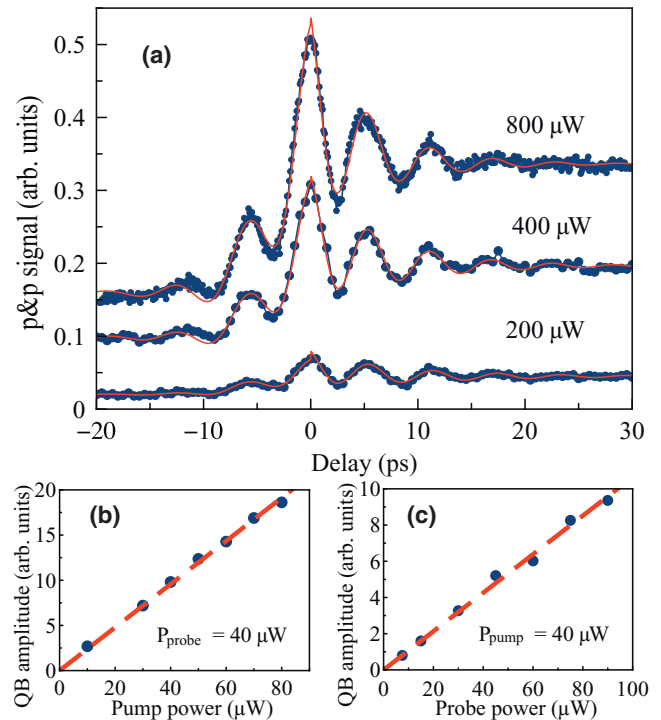 (a)
p&p signal (arb. units)
0.5
0.4
0.3
0.2
0.1
0
800 μW
400 μW
200 μW
−20 −10 0 10 20 30
Delay (ps)
(b)
QB amplitude (arb. units)
20
15
10
5
0
P probe = 40 μW
0 20 40 60 80
Pump power (μW)
(c)
QB amplitude (arb. units)
10
8
6
4
2
0
P pump = 40 μW
0 20 40 60 80 100
Probe power (μW)